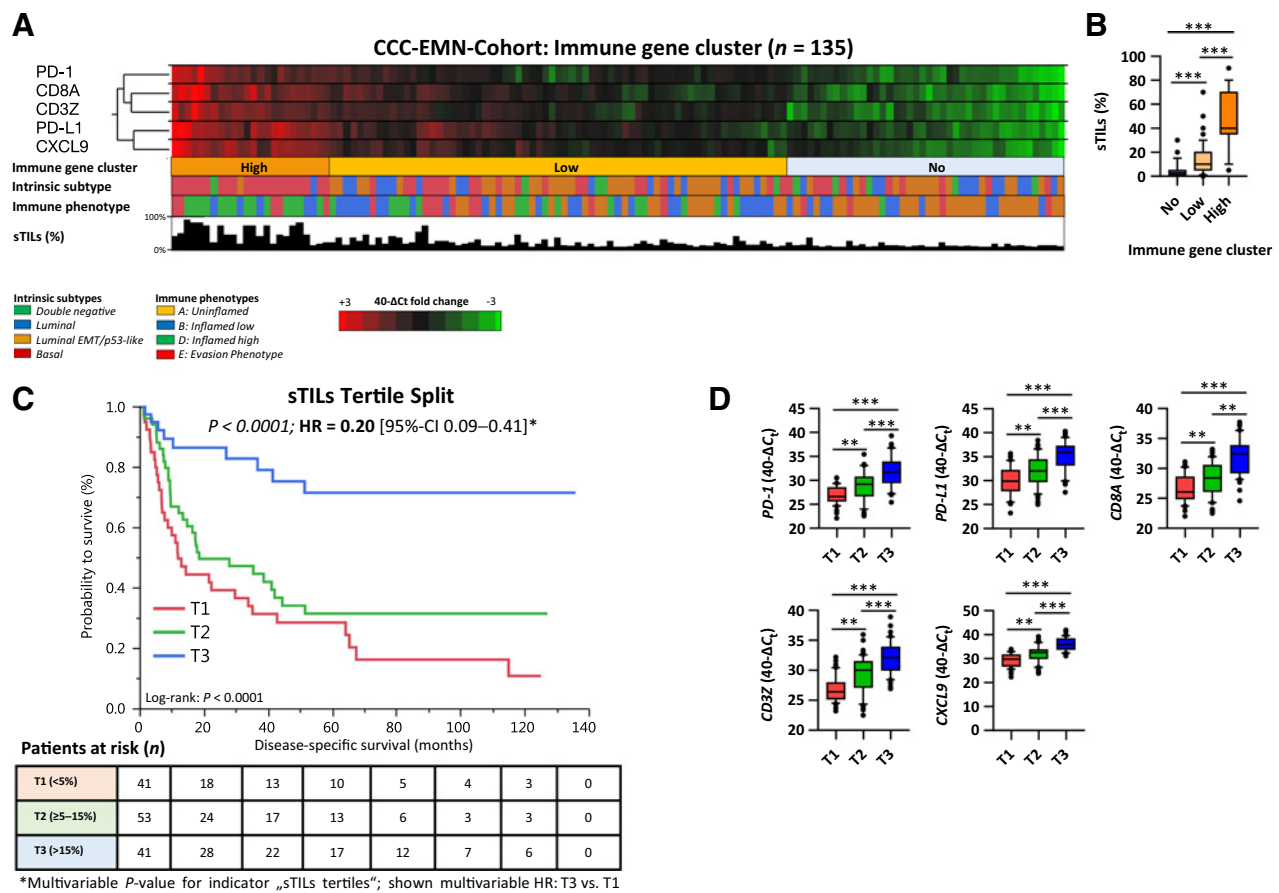 A
CCC-EMN-Cohort: Immune gene cluster (n = 135)
PD-1
CD8A
CD3Z
PD-L1
CXCL9
Immune gene cluster
High
Low
No
Intrinsic subtype
Immune phenotype
100%
sTILs (%)
0%
Intrinsic subtypes
Double negative
Luminal
Luminal EMT/p53-like
Basal
Immune phenotypes
A: Uninflamed
B: Inflamed low
D: Inflamed high
E: Evasion Phenotype
+3 40-ΔCt fold change -3
B
***
***
***
100
80
60
40
20
0
sTILs (%)
No Low High
Immune gene cluster
C
sTILs Tertile Split
P < 0.0001; HR = 0.20 [95%-CI 0.09–0.41]*
1.0
0.8
0.6
0.4
0.2
0.0
Probability to survive (%)
T1
T2
T3
Log-rank: P < 0.0001
0 20 40 60 80 100 120 140
Disease-specific survival (months)
Patients at risk (n)
T1 (<5%) 41 18 13 10 5 4 3 0
T2 (≥5–15%) 53 24 17 13 6 3 3 0
T3 (>15%) 41 28 22 17 12 7 6 0
*Multivariable P-value for indicator „sTILs tertiles“; shown multivariable HR: T3 vs. T1
D
***
***
**
45
40
35
30
25
20
PD-1 (40-ΔCt)
T1 T2 T3
***
***
**
45
40
35
30
25
20
PD-L1 (40-ΔCt)
T1 T2 T3
***
**
**
40
35
30
25
20
CD8A (40-ΔCt)
T1 T2 T3
***
***
**
40
35
30
25
20
CD3Z (40-ΔCt)
T1 T2 T3
***
***
**
50
40
30
20
10
0
CXCL9 (40-ΔCt)
T1 T2 T3